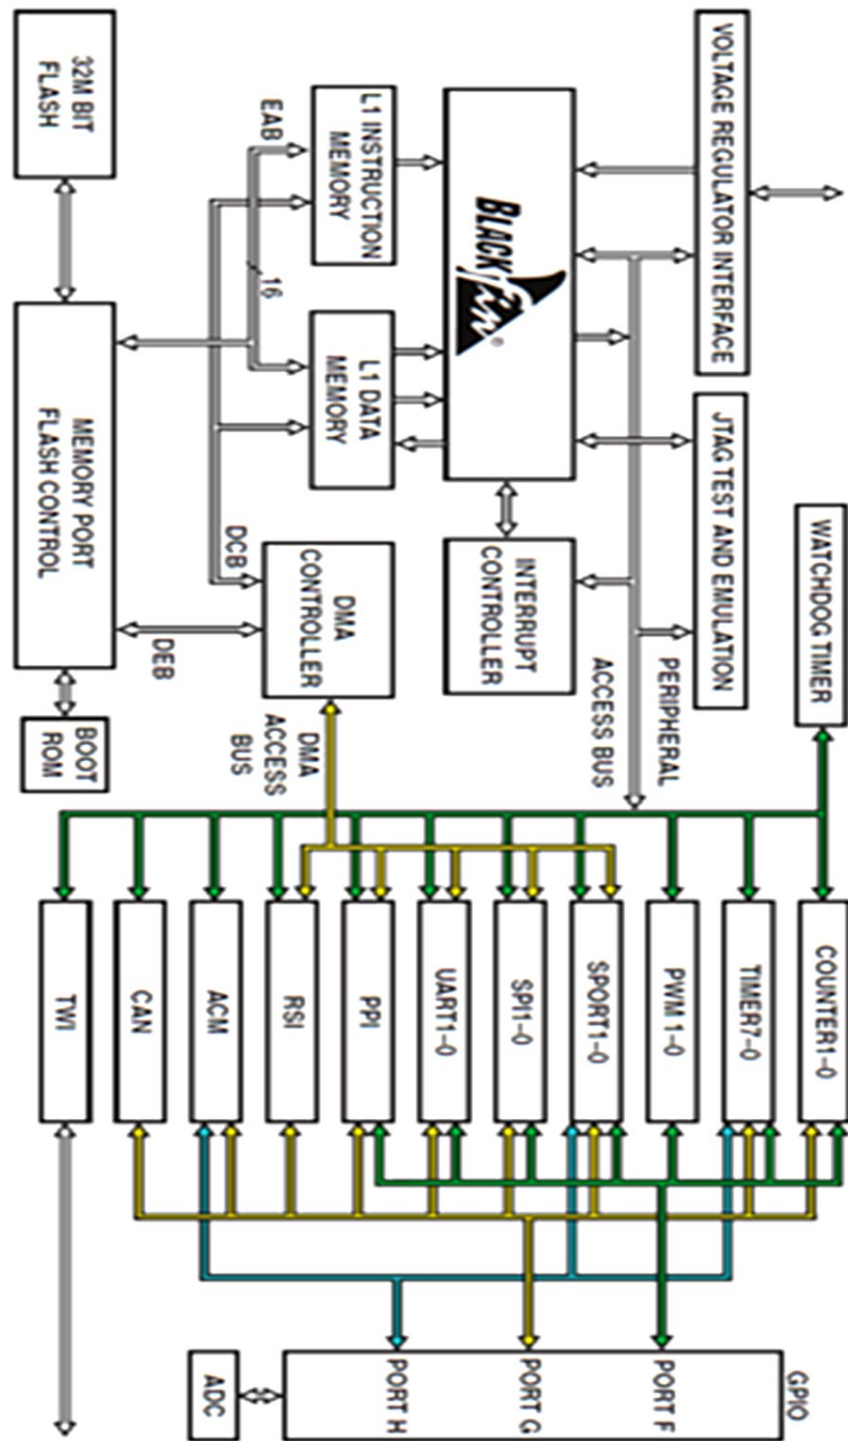 WATCHDOG TIMER
VOLTAGE REGULATOR INTERFACE
JTAG TEST AND EMULATION
PERIPHERAL
ACCESS BUS
BLACKfin®
INTERRUPT
CONTROLLER
L1 INSTRUCTION
MEMORY
L1 DATA
MEMORY
DMA
CONTROLLER
EAB
16
DCB
DEB
DMA
ACCESS
BUS
32M BIT
FLASH
MEMORY PORT
FLASH CONTROL
BOOT
ROM
COUNTER1–0
TIMER7–0
PWM 1–0
SPORT1–0
SPI1–0
UART1–0
PPI
RSI
ACM
CAN
TWI
GPIO
PORT F
PORT G
PORT H
ADC